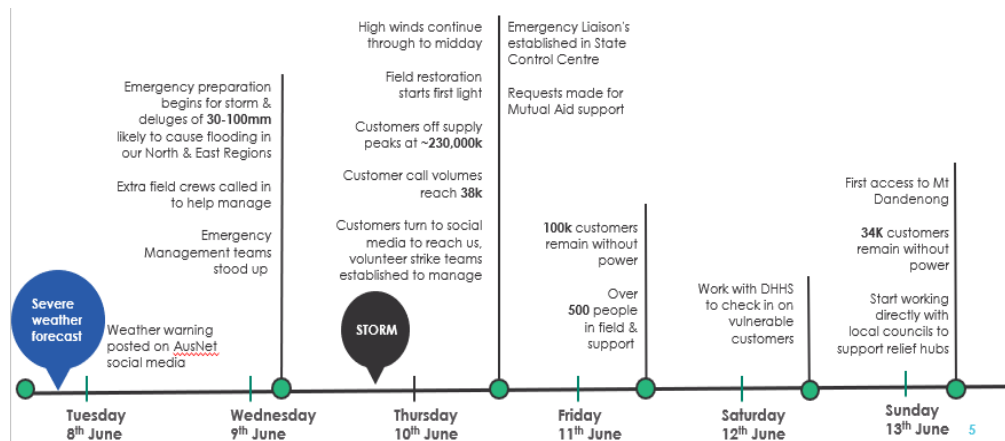 Severe
weather
forecast
Weather warning
posted on AusNet
social media
Emergency preparation
begins for storm &
deluges of 30-100mm
likely to cause flooding in
our North & East Regions
Extra field crews called in
to help manage
Emergency
Management teams
stood up
High winds continue
through to midday
Field restoration
starts first light
Customers off supply
peaks at ~230,000k
Customer call volumes
reach 38k
Customers turn to social
media to reach us,
volunteer strike teams
established to manage
STORM
Emergency Liaison's
established in State
Control Centre
Requests made for
Mutual Aid support
100k customers
remain without
power
Over
500 people
in field &
support
Work with DHHS
to check in on
vulnerable
customers
First access to Mt
Dandenong
34K customers
remain without
power
Start working
directly with
local councils to
support relief hubs
Tuesday
8th June
Wednesday
9th June
Thursday
10th June
Friday
11th June
Saturday
12th June
Sunday
13th June
5